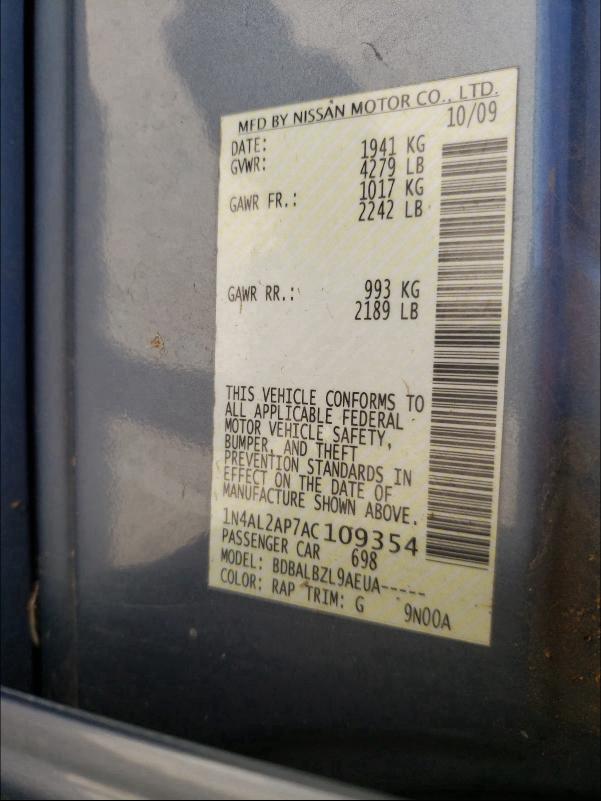 MFD BY NISSAN MOTOR CO., LTD.
DATE: 10/09
GVWR: 1941 KG
4279 LB
GAWR FR.: 1017 KG
2242 LB
GAWR RR.: 993 KG
2189 LB
THIS VEHICLE CONFORMS TO
ALL APPLICABLE FEDERAL
MOTOR VEHICLE SAFETY,
BUMPER, AND THEFT
PREVENTION STANDARDS IN
EFFECT ON THE DATE OF
MANUFACTURE SHOWN ABOVE.
1N4AL2AP7AC109354
PASSENGER CAR 698
MODEL: BDBALBZL9AEUA-----
COLOR: RAP TRIM: G 9N00A